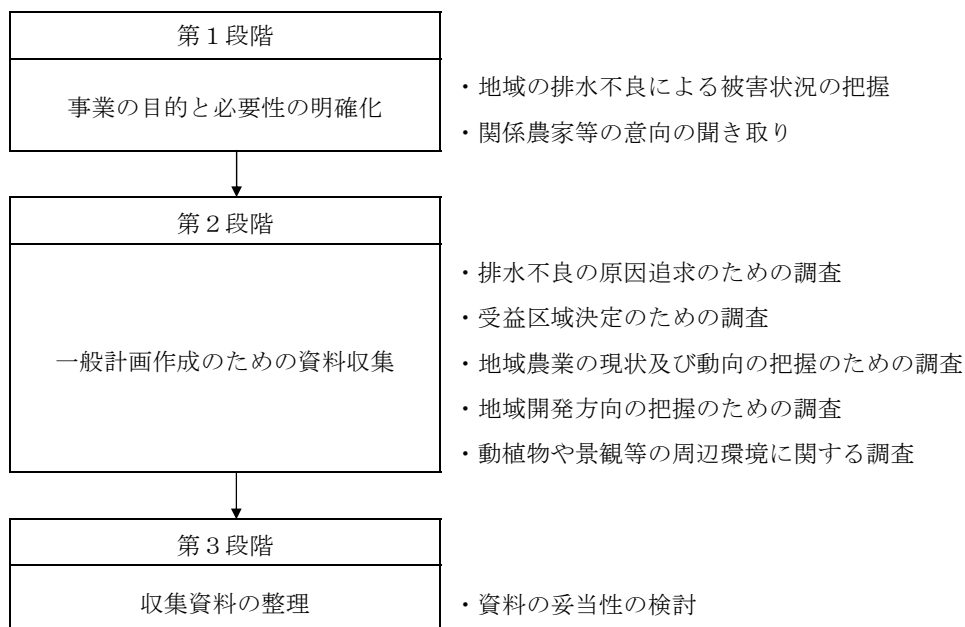 第１段階
事業の目的と必要性の明確化
・地域の排水不良による被害状況の把握
・関係農家等の意向の聞き取り
第２段階
一般計画作成のための資料収集
・排水不良の原因追求のための調査
・受益区域決定のための調査
・地域農業の現状及び動向の把握のための調査
・地域開発方向の把握のための調査
・動植物や景観等の周辺環境に関する調査
第３段階
収集資料の整理
・資料の妥当性の検討